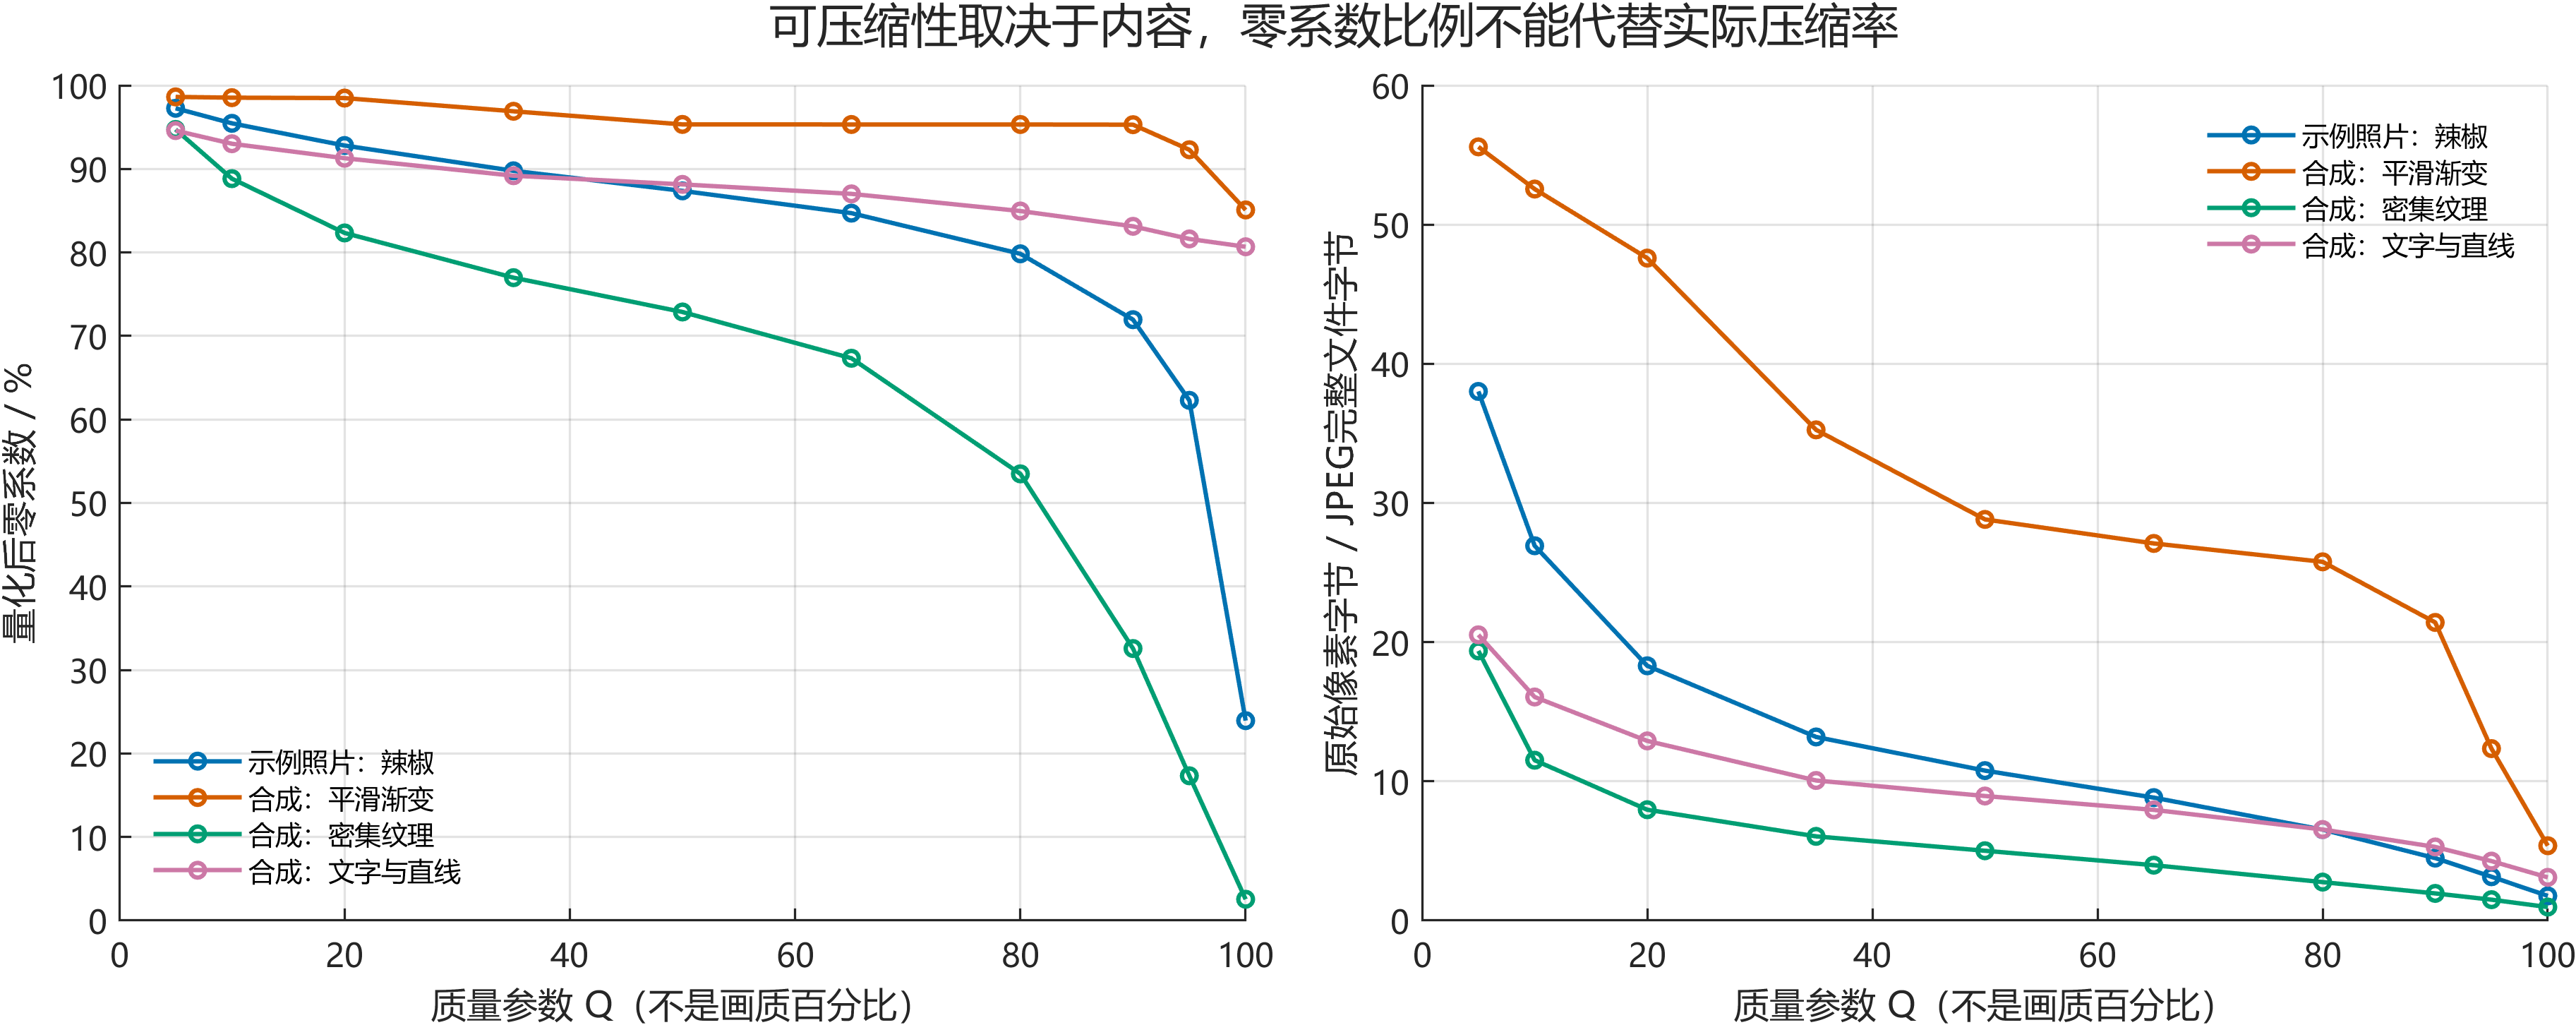 可压缩性取决于内容，零系数比例不能代替实际压缩率
量化后零系数 / %
100
90
80
70
60
50
40
30
20
10
0
示例照片：辣椒
合成：平滑渐变
合成：密集纹理
合成：文字与直线
0 20 40 60 80 100
质量参数 Q（不是画质百分比）
原始像素字节 / JPEG完整文件字节
60
50
40
30
20
10
0
示例照片：辣椒
合成：平滑渐变
合成：密集纹理
合成：文字与直线
0 20 40 60 80 100
质量参数 Q（不是画质百分比）